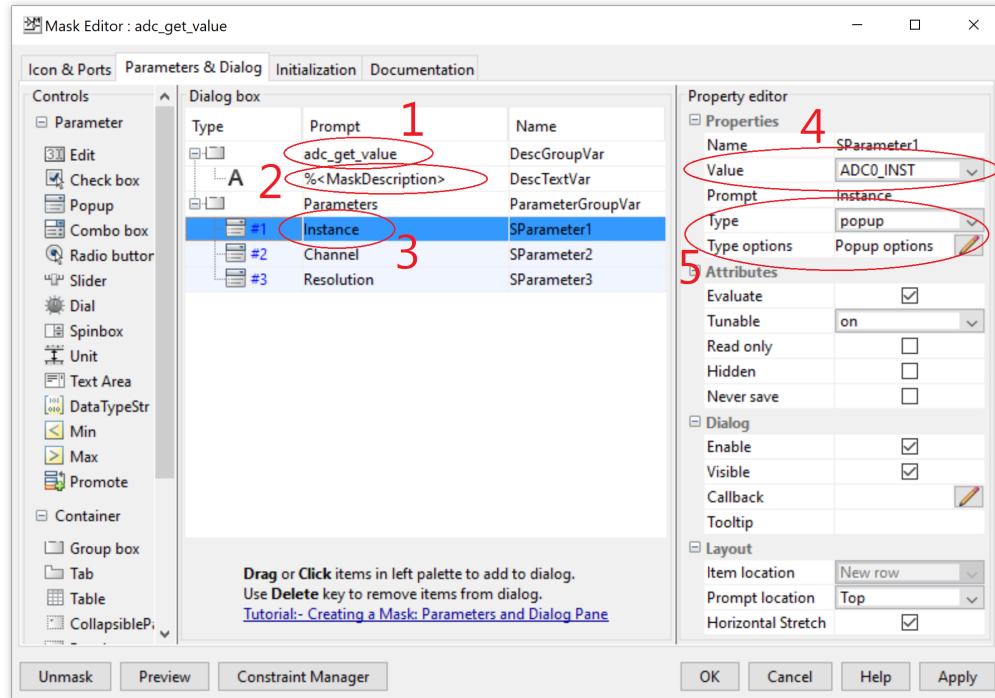 Mask Editor : adc_get_value
Icon & Ports Parameters & Dialog Initialization Documentation
Controls
Parameter
Edit
Check box
Popup
Combo box
Radio button
Slider
Dial
Spinbox
Unit
Text Area
DataTypeStr
Min
Max
Promote
Container
Group box
Tab
Table
CollapsiblePa
Dialog box
Type Prompt Name
1
adc_get_value DescGroupVar
2
A %<MaskDescription> DescTextVar
Parameters ParameterGroupVar
#1 Instance SParameter1
3
#2 Channel SParameter2
#3 Resolution SParameter3
Drag or Click items in left palette to add to dialog.
Use Delete key to remove items from dialog.
Tutorial:- Creating a Mask: Parameters and Dialog Pane
Property editor
Properties
4
Name SParameter1
Value ADC0_INST
Prompt Instance
Type popup
Type options Popup options
5
Attributes
Evaluate
Tunable on
Read only
Hidden
Never save
Dialog
Enable
Visible
Callback
Tooltip
Layout
Item location New row
Prompt location Top
Horizontal Stretch
Unmask Preview Constraint Manager OK Cancel Help Apply